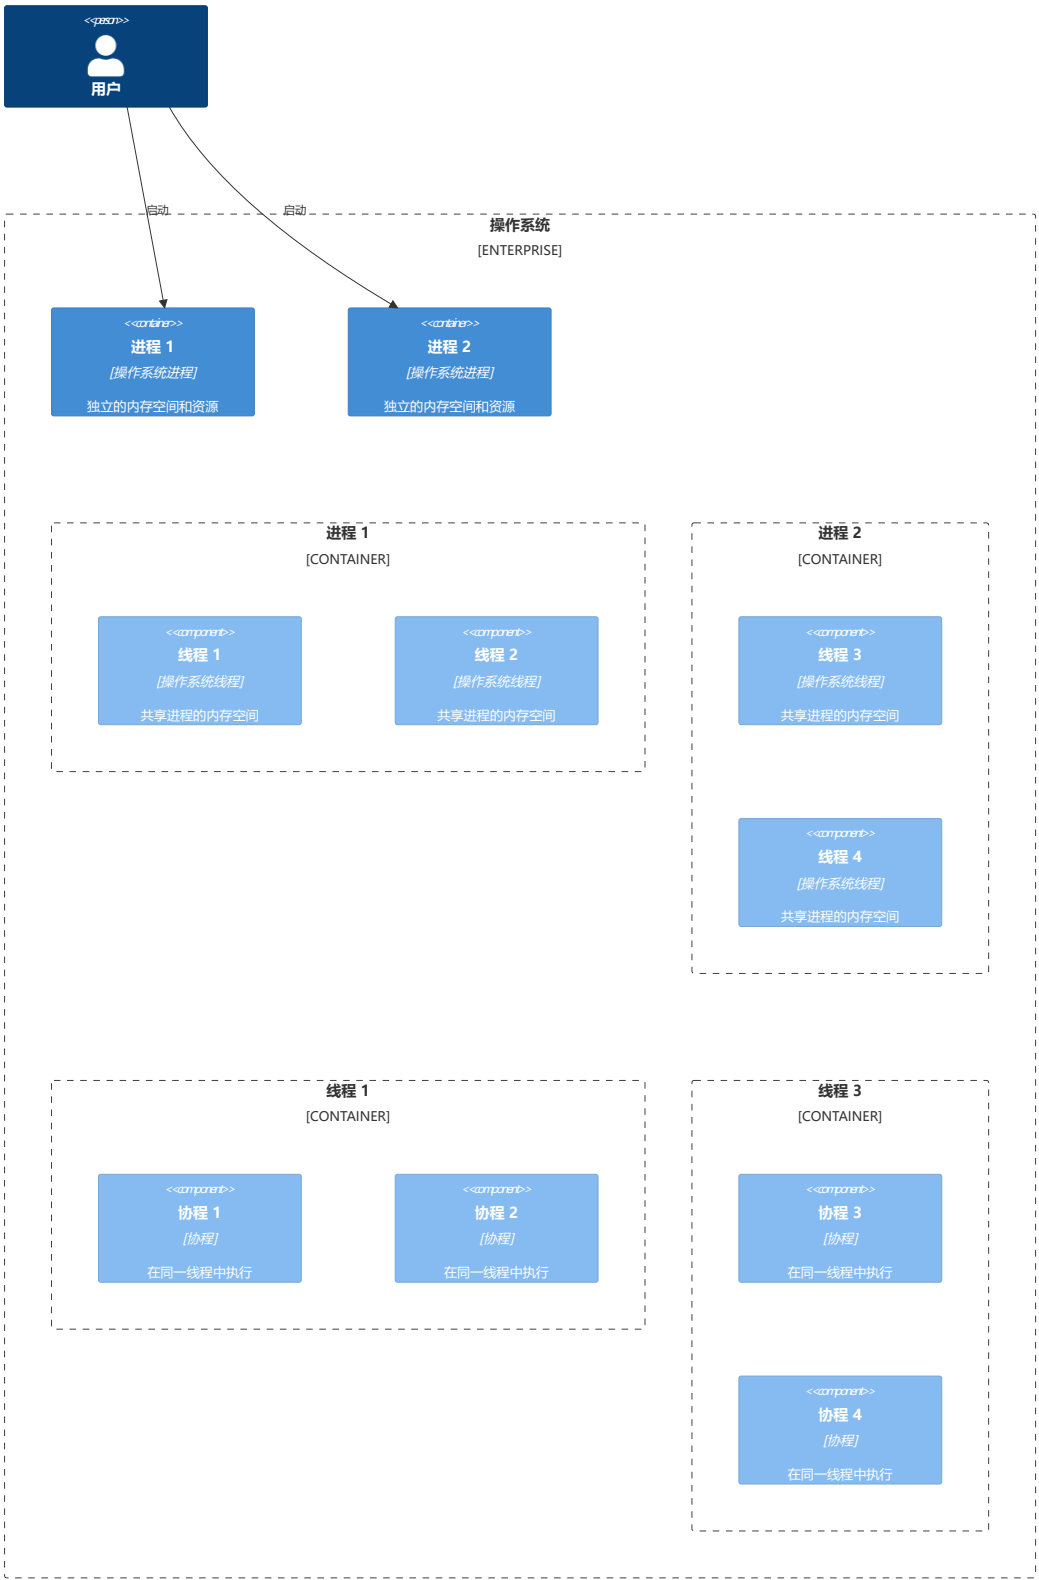 <<person>>
用户
启动
启动
操作系统
[ENTERPRISE]
<<container>>
进程 1
[操作系统进程]
独立的内存空间和资源
<<container>>
进程 2
[操作系统进程]
独立的内存空间和资源
进程 1
[CONTAINER]
<<component>>
线程 1
[操作系统线程]
共享进程的内存空间
<<component>>
线程 2
[操作系统线程]
共享进程的内存空间
进程 2
[CONTAINER]
<<component>>
线程 3
[操作系统线程]
共享进程的内存空间
<<component>>
线程 4
[操作系统线程]
共享进程的内存空间
线程 1
[CONTAINER]
<<component>>
协程 1
[协程]
在同一线程中执行
<<component>>
协程 2
[协程]
在同一线程中执行
线程 3
[CONTAINER]
<<component>>
协程 3
[协程]
在同一线程中执行
<<component>>
协程 4
[协程]
在同一线程中执行